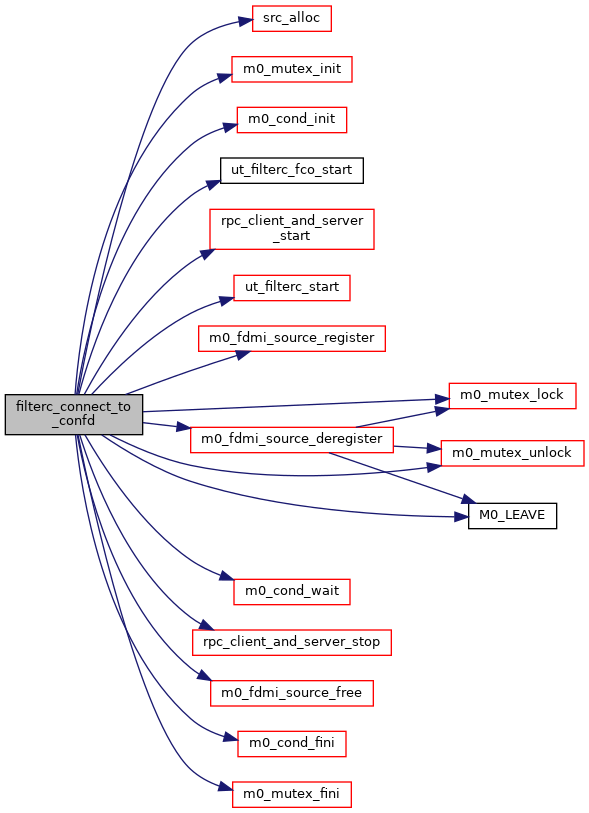 src_alloc
m0_mutex_init
m0_cond_init
ut_filterc_fco_start
rpc_client_and_server
_start
ut_filterc_start
m0_fdmi_source_register
filterc_connect_to
_confd
m0_mutex_lock
m0_fdmi_source_deregister
m0_mutex_unlock
M0_LEAVE
m0_cond_wait
rpc_client_and_server_stop
m0_fdmi_source_free
m0_cond_fini
m0_mutex_fini